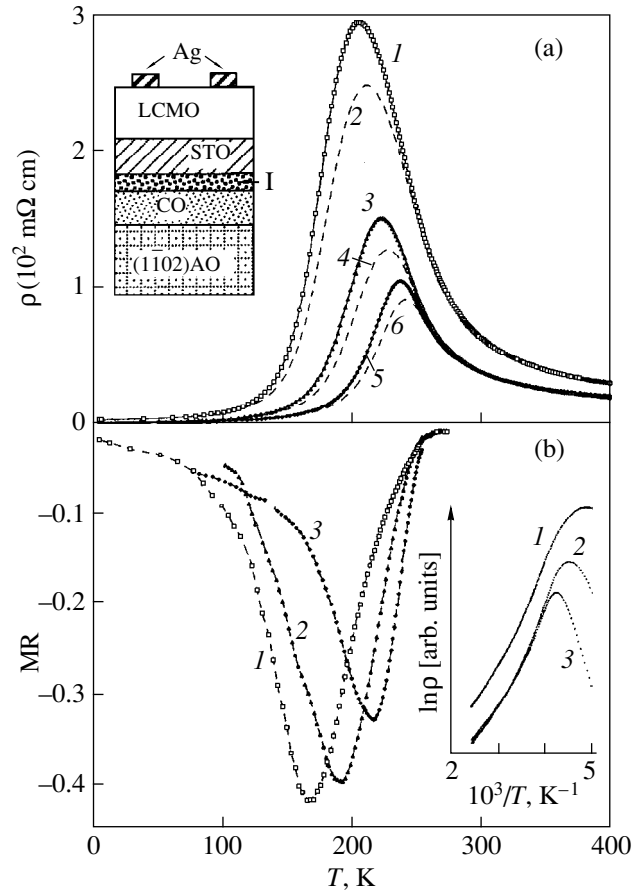 3
(a)
1
Ag
LCMO
2
STO
I
2
CO
3
(1̄102)AO
ρ (10² mΩ cm)
1
4
6
5
0
(b)
–0.1
3
1
2
–0.2
2
3
MR
1
lnρ [arb. units]
–0.3
2
5
10³/T, K⁻¹
–0.4
0
100
200
300
400
T, K